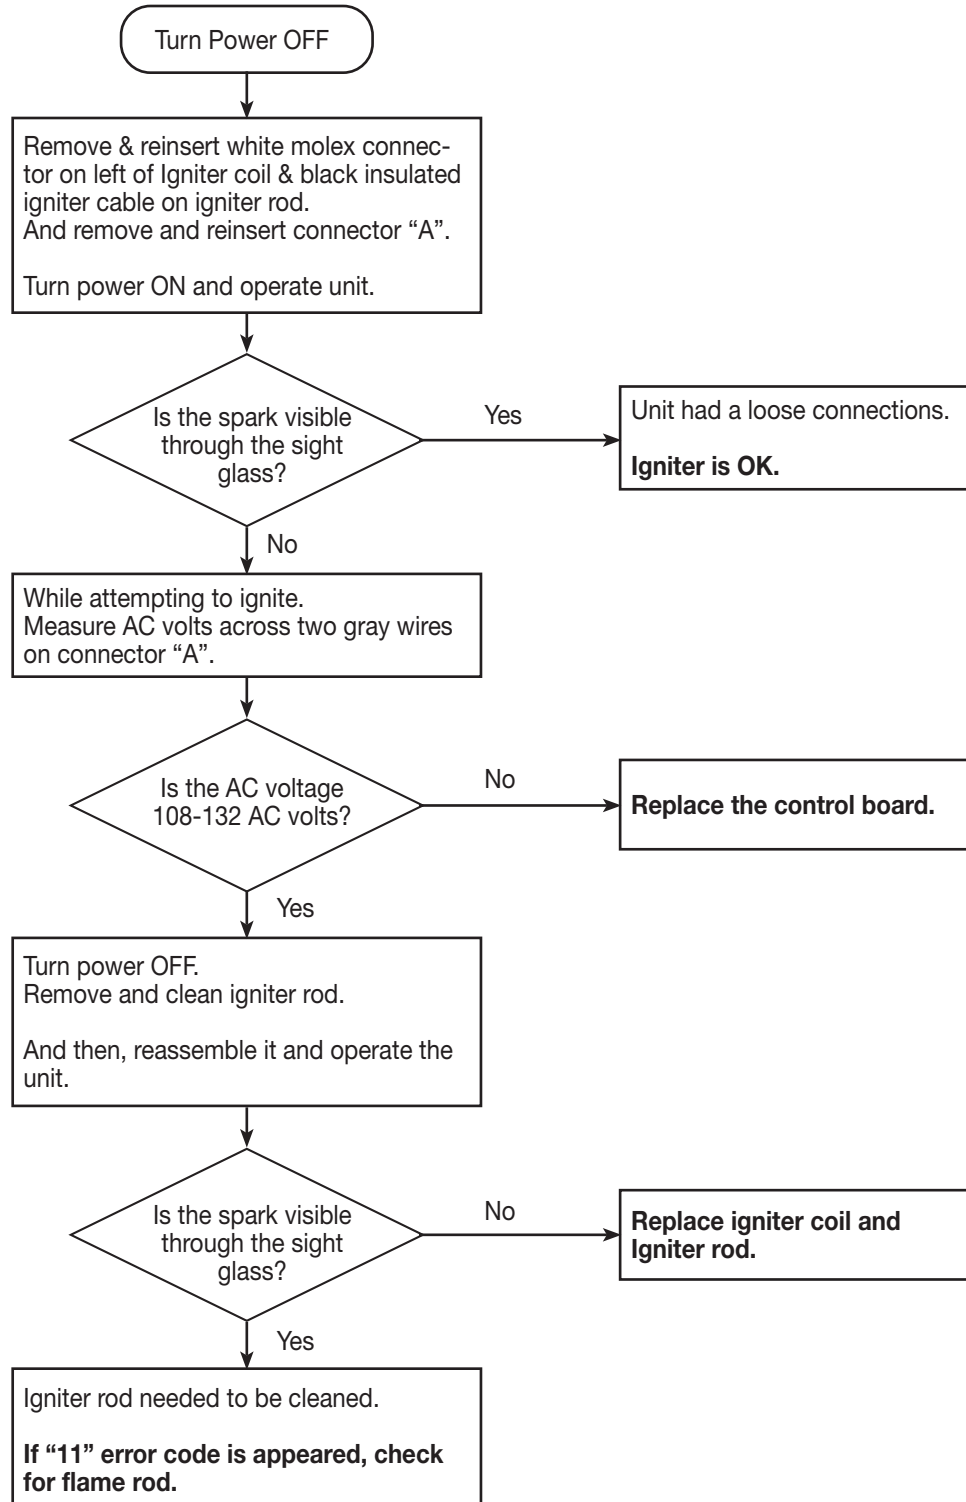 Turn Power OFF
Remove & reinsert white molex connec-
tor on left of Igniter coil & black insulated
igniter cable on igniter rod.
And remove and reinsert connector “A”.
Turn power ON and operate unit.
Is the spark visible
through the sight
glass?
Yes
Unit had a loose connections.
Igniter is OK.
No
While attempting to ignite.
Measure AC volts across two gray wires
on connector “A”.
Is the AC voltage
108-132 AC volts?
No
Replace the control board.
Yes
Turn power OFF.
Remove and clean igniter rod.
And then, reassemble it and operate the
unit.
Is the spark visible
through the sight
glass?
No
Replace igniter coil and
Igniter rod.
Yes
Igniter rod needed to be cleaned.
If “11” error code is appeared, check
for flame rod.